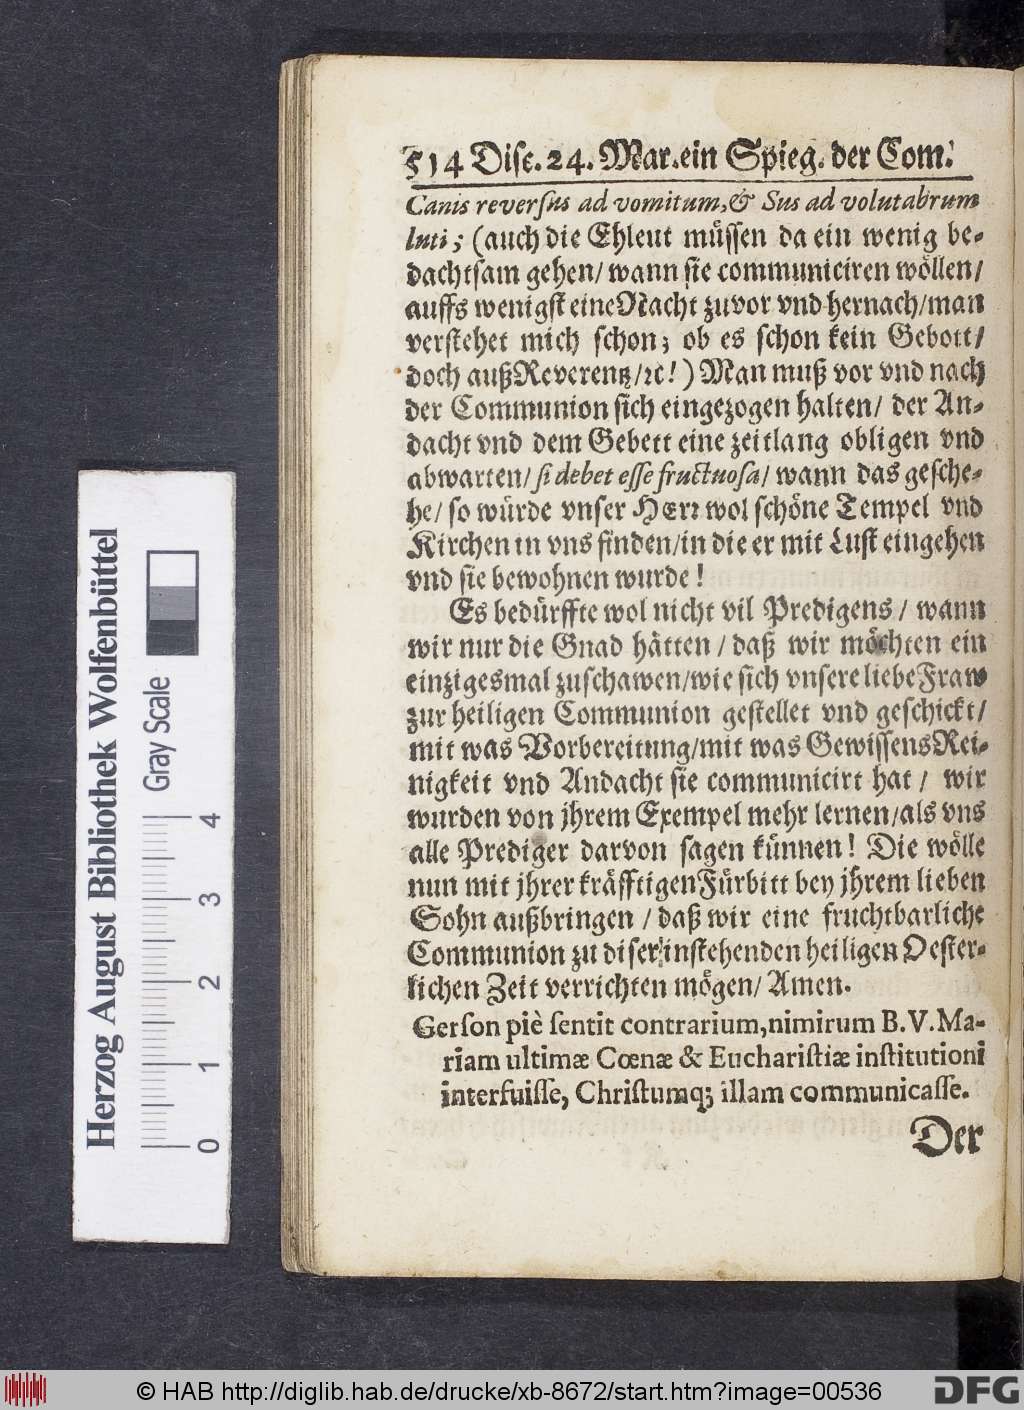 514 Disc. 24. Mar. ein Spieg. der Com.
Canis reversus ad vomitum, & Sus ad volutabrum
luti; (auch die Ehleut müssen da ein wenig be-
dachtsam gehen/ wann sie communiciren wöllen/
auffs wenigst eine Nacht zuvor vnd hernach/ man
verstehet mich schon; ob es schon kein Gebott/
doch auß Reverentz/ ꝛc!) Man muß vor vnd nach
der Communion sich eingezogen halten/ der An-
dacht vnd dem Gebett eine zeitlang obligen vnd
abwarten/ si debet esse fructuosa/ wann das gesche-
he/ so würde vnser HErr wol schöne Tempel vnd
Kirchen in vns finden/ in die er mit Lust eingehen
vnd sie bewohnen wurde!
Es bedürffte wol nicht vil Predigens/ wann
wir nur die Gnad hätten/ daß wir möchten ein
einzigesmal zuschawen/ wie sich vnsere liebe Fraw
zur heiligen Communion gestellet vnd geschickt/
mit was Vorbereitung/ mit was Gewissens Rei-
nigkeit vnd Andacht sie communicirt hat/ wir
wurden von jhrem Exempel mehr lernen/ als vns
alle Prediger darvon sagen künnen! Die wölle
nun mit jhrer kräfftigen Fürbitt bey jhrem lieben
Sohn außbringen/ daß wir eine fruchtbarliche
Communion zu diser instehenden heiligen Oester-
lichen Zeit verrichten mögen/ Amen.
Gerson piè sentit contrarium, nimirum B. V. Ma-
riam ultimæ Cœnæ & Eucharistiæ institutioni
interfuisse, Christumq; illam communicasse.
Der
Herzog August Bibliothek Wolfenbüttel
Gray Scale
0 1 2 3 4
© HAB http://diglib.hab.de/drucke/xb-8672/start.htm?image=00536
DFG